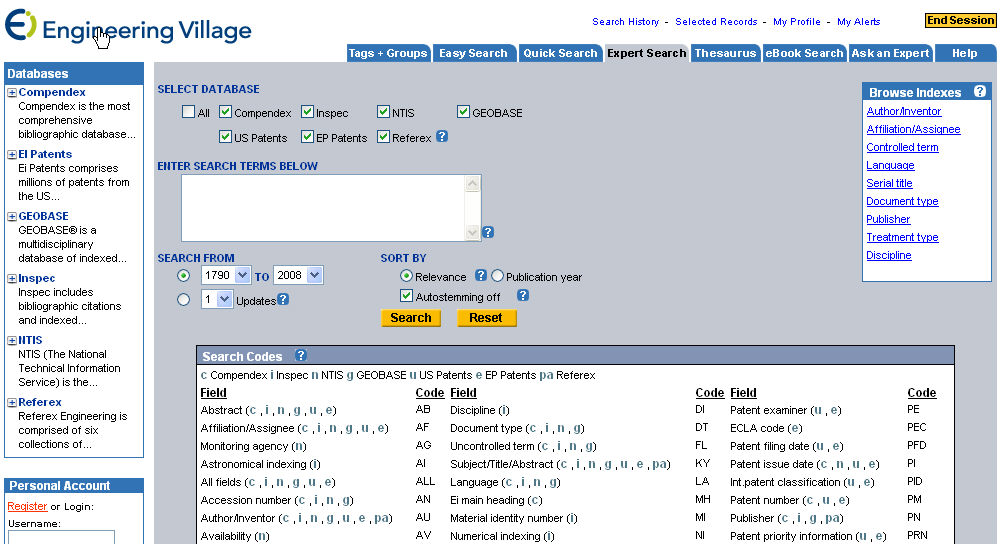 Ei Engineering Village
Search History - Selected Records - My Profile - My Alerts
End Session
Tags + Groups Easy Search Quick Search Expert Search Thesaurus eBook Search Ask an Expert Help
Databases
Compendex
Compendex is the most
comprehensive
bibliographic database...
EI Patents
Ei Patents comprises
millions of patents from
the US...
GEOBASE
GEOBASE® is a
multidisciplinary
database of indexed...
Inspec
Inspec includes
bibliographic citations
and indexed...
NTIS
NTIS (The National
Technical Information
Service) is the...
Referex
Referex Engineering is
comprised of six
collections of...
Personal Account
Register or Login:
Username:
SELECT DATABASE
All Compendex Inspec NTIS GEOBASE
US Patents EP Patents Referex ?
ENTER SEARCH TERMS BELOW
?
SEARCH FROM
1790 TO 2008
1 Updates ?
SORT BY
Relevance ? Publication year
Autostemming off ?
Search Reset
Browse Indexes ?
Author/Inventor
Affiliation/Assignee
Controlled term
Language
Serial title
Document type
Publisher
Treatment type
Discipline
Search Codes ?
c Compendex i Inspec n NTIS g GEOBASE u US Patents e EP Patents pa Referex
Field Code Field Code Field Code
Abstract (c , i , n , g , u , e) AB Discipline (i) DI Patent examiner (u , e) PE
Affiliation/Assignee (c , i , n , g , u , e) AF Document type (c , i , n , g) DT ECLA code (e) PEC
Monitoring agency (n) AG Uncontrolled term (c , i , n , g) FL Patent filing date (u , e) PFD
Astronomical indexing (i) AI Subject/Title/Abstract (c , i , n , g , u , e , pa) KY Patent issue date (c , n , u , e) PI
All fields (c , i , n , g , u , e) ALL Language (c , i , n , g) LA Int.patent classification (u , e) PID
Accession number (c , i , n , g) AN Ei main heading (c) MH Patent number (c , u , e) PM
Author/Inventor (c , i , n , g , u , e , pa) AU Material identity number (i) MI Publisher (c , i , g , pa) PN
Availability (n) AV Numerical indexing (i) NI Patent priority information (u , e) PRN